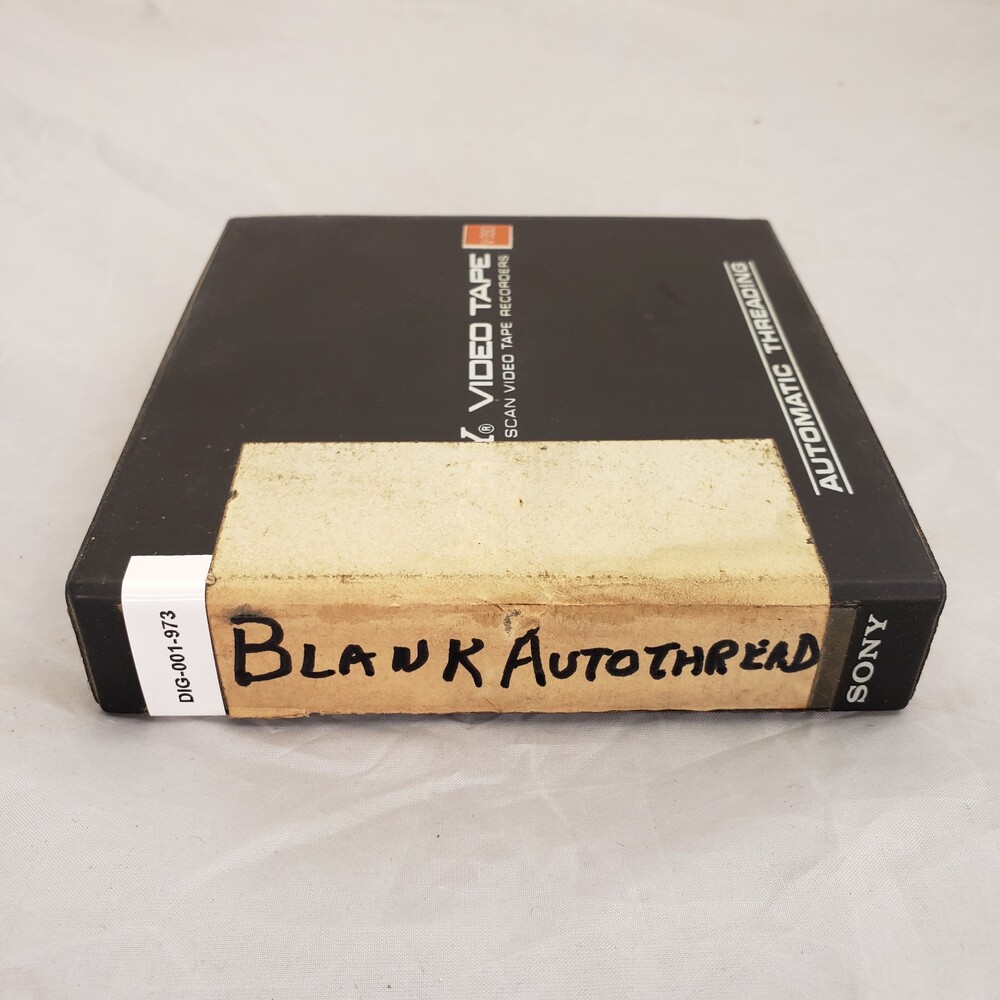 Y® VIDEO TAPE
SCAN VIDEO TAPE RECORDERS
AUTOMATIC THREADING
DIG-001-973
BLANK AUTOTHREAD
SONY